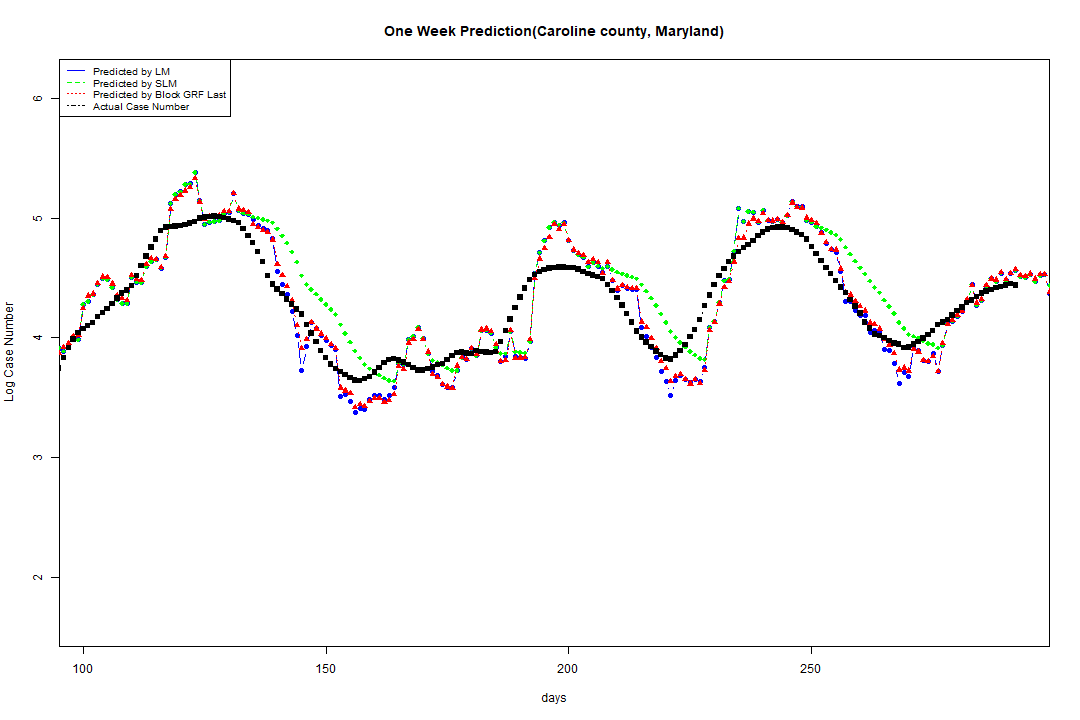 One Week Prediction(Caroline county, Maryland)
Predicted by LM
Predicted by SLM
Predicted by Block GRF Last
Actual Case Number
6
5
4
3
2
Log Case Number
100 150 200 250
days